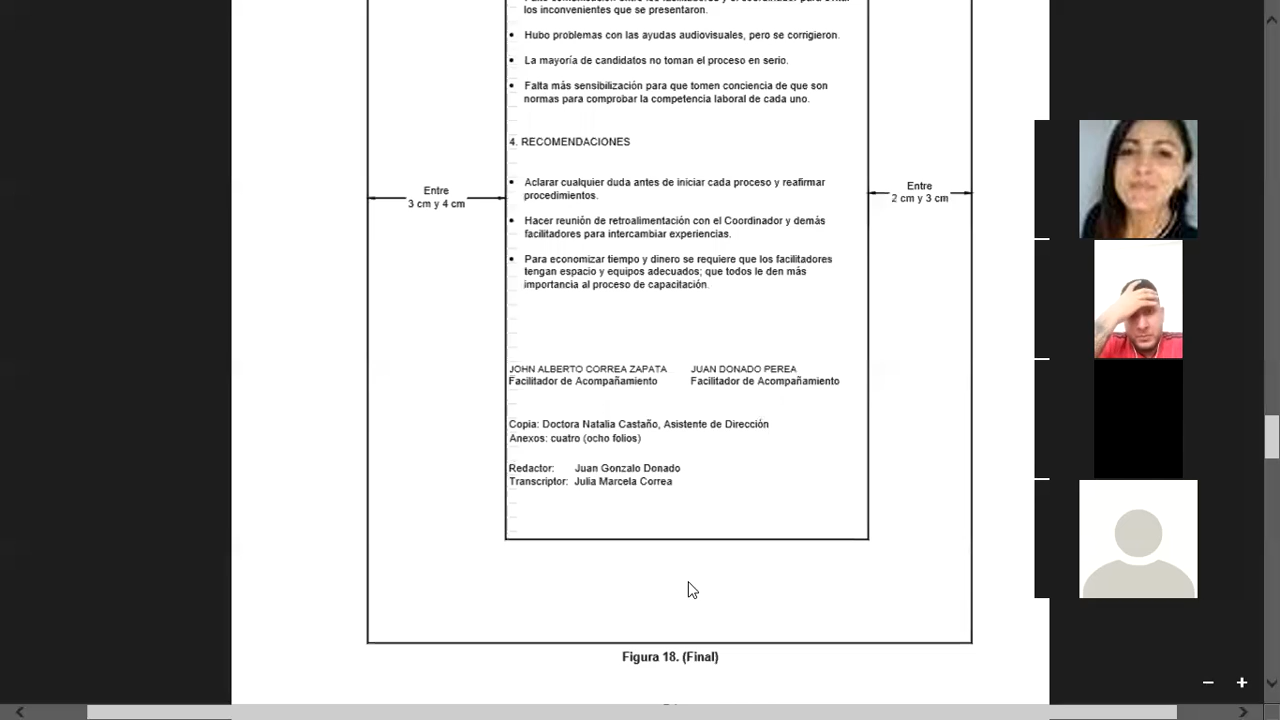 los inconvenientes que se presentaron.
• Hubo problemas con las ayudas audiovisuales, pero se corrigieron.
• La mayoría de candidatos no toman el proceso en serio.
• Falta más sensibilización para que tomen conciencia de que son
normas para comprobar la competencia laboral de cada uno.
4. RECOMENDACIONES
• Aclarar cualquier duda antes de iniciar cada proceso y reafirmar
procedimientos.
Entre
3 cm y 4 cm
Entre
2 cm y 3 cm
• Hacer reunión de retroalimentación con el Coordinador y demás
facilitadores para intercambiar experiencias.
• Para economizar tiempo y dinero se requiere que los facilitadores
tengan espacio y equipos adecuados; que todos le den más
importancia al proceso de capacitación.
JOHN ALBERTO CORREA ZAPATA JUAN DONADO PEREA
Facilitador de Acompañamiento Facilitador de Acompañamiento
Copia: Doctora Natalia Castaño, Asistente de Dirección
Anexos: cuatro (ocho folios)
Redactor: Juan Gonzalo Donado
Transcriptor: Julia Marcela Correa
Figura 18. (Final)